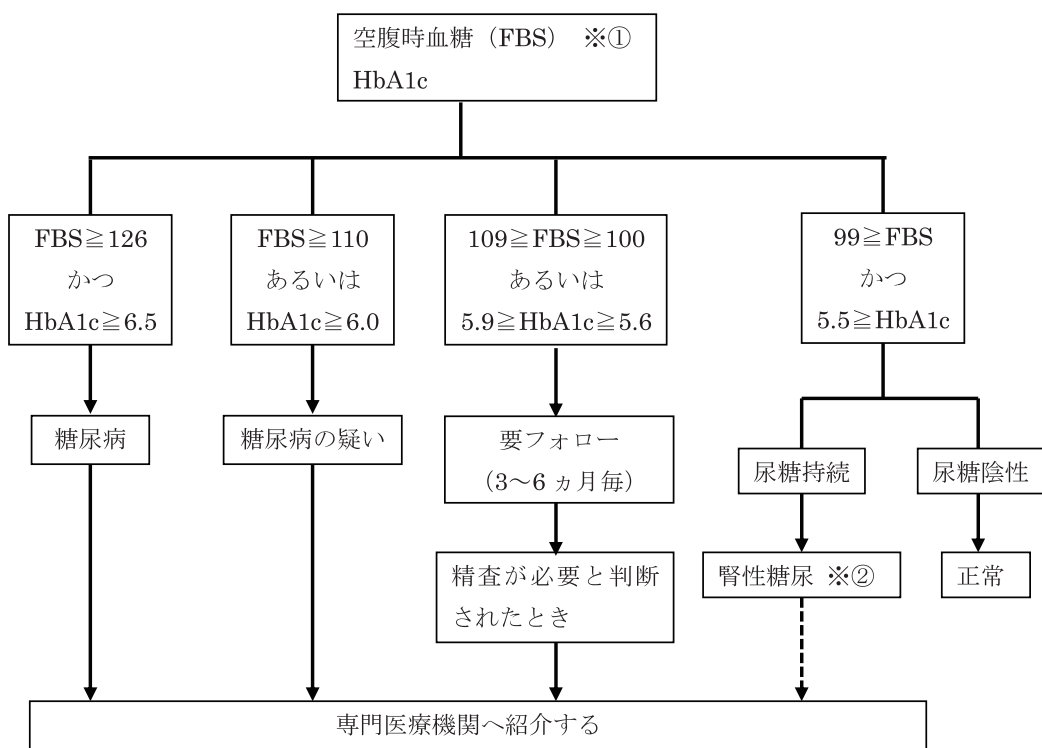 空腹時血糖（FBS） ※①
HbA1c
FBS≧126
かつ
HbA1c≧6.5
FBS≧110
あるいは
HbA1c≧6.0
109≧FBS≧100
あるいは
5.9≧HbA1c≧5.6
99≧FBS
かつ
5.5≧HbA1c
糖尿病
糖尿病の疑い
要フォロー
（3～6 ヵ月毎）
尿糖持続
尿糖陰性
精査が必要と判断
されたとき
腎性糖尿 ※②
正常
専門医療機関へ紹介する